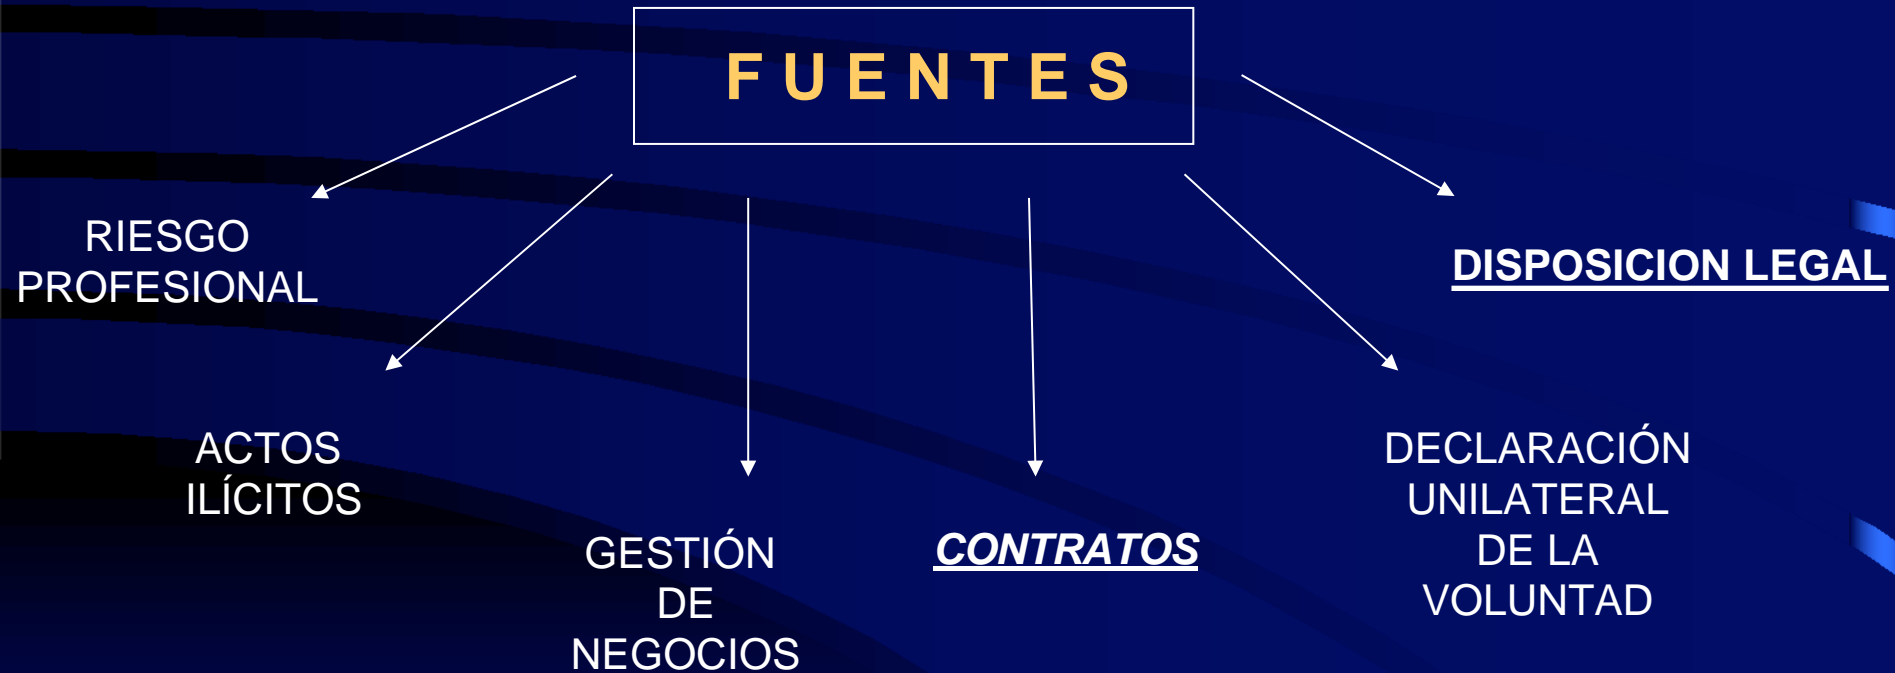 F U E N T E S
RIESGO
PROFESIONAL
DISPOSICION LEGAL
ACTOS
ILÍCITOS
GESTIÓN
DE
NEGOCIOS
CONTRATOS
DECLARACIÓN
UNILATERAL
DE LA
VOLUNTAD